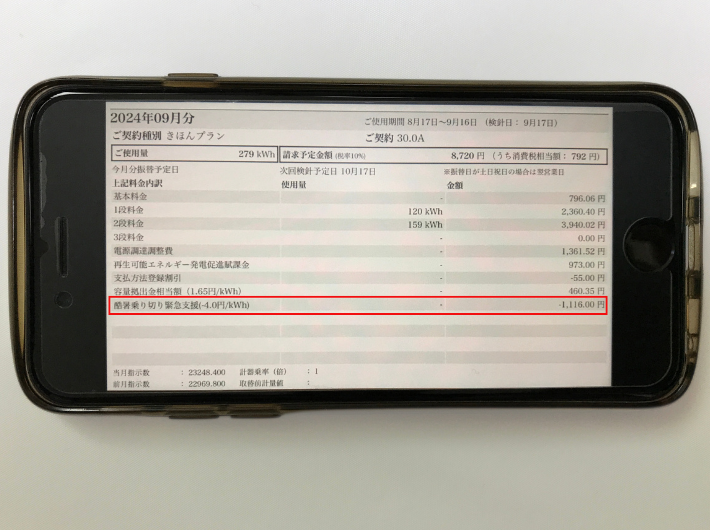 2024年09月分 ご使用期間 8月17日～9月16日 (検針日: 9月17日)
ご契約種別 きほんプラン ご契約 30.0A
ご使用量 279 kWh 請求予定金額 (税率10%) 8,720 円 (うち消費税相当額: 792 円)
今月分振替予定日 次回検針予定日 10月17日 ※振替日が土日祝日の場合は翌営業日
上記料金内訳 使用量 金額
基本料金 - 796.06 円
1段料金 120 kWh 2,360.40 円
2段料金 159 kWh 3,940.02 円
3段料金 - 0.00 円
電源調達調整費 - 1,361.52 円
再生可能エネルギー発電促進賦課金 - 973.00 円
支払方法登録割引 - -55.00 円
容量拠出金相当額 (1.65円/kWh) - 460.35 円
酷暑乗り切り緊急支援(-4.0円/kWh) - -1,116.00 円
当月指示数 : 23248.400 計器乗率 (倍) : 1
前月指示数 : 22969.800 取替前計量値 :